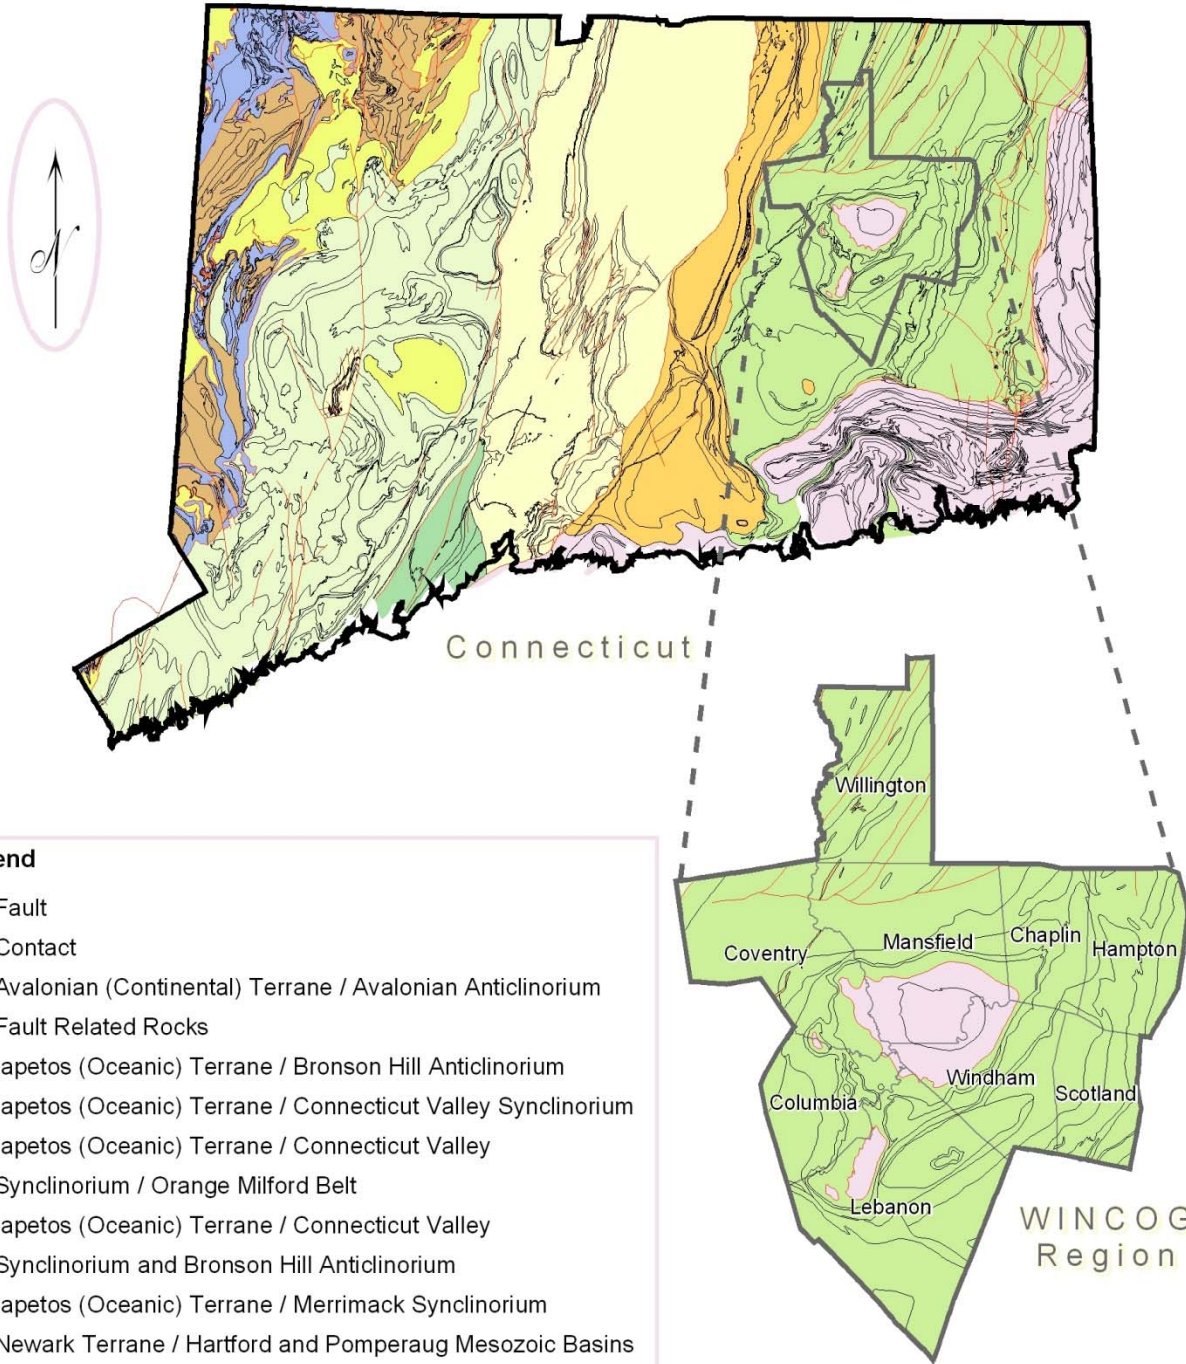 N
Connecticut
Willington
end
Fault
Contact
Coventry
Mansfield
Chaplin
Hampton
Avalonian (Continental) Terrane / Avalonian Anticlinorium
Fault Related Rocks
apetos (Oceanic) Terrane / Bronson Hill Anticlinorium
apetos (Oceanic) Terrane / Connecticut Valley Synclinorium
apetos (Oceanic) Terrane / Connecticut Valley
Synclinorium / Orange Milford Belt
apetos (Oceanic) Terrane / Connecticut Valley
Synclinorium and Bronson Hill Anticlinorium
apetos (Oceanic) Terrane / Merrimack Synclinorium
Newark Terrane / Hartford and Pomperaug Mesozoic Basins
Windham
Columbia
Scotland
Lebanon
WINCOG
Region